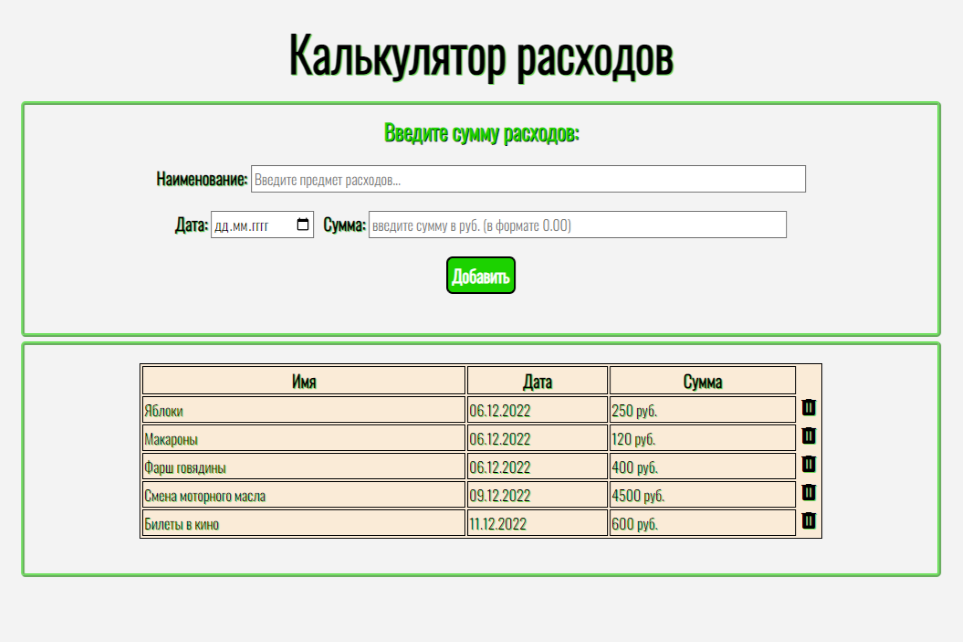 Калькулятор расходов
Введите сумму расходов:
Наименование: Введите предмет расходов...
Дата: дд.мм.гггг Сумма: введите сумму в руб. (в формате 0.00)
Добавить
Имя Дата Сумма
Яблоки 06.12.2022 250 руб.
Макароны 06.12.2022 120 руб.
Фарш говядины 06.12.2022 400 руб.
Смена моторного масла 09.12.2022 4500 руб.
Билеты в кино 11.12.2022 600 руб.